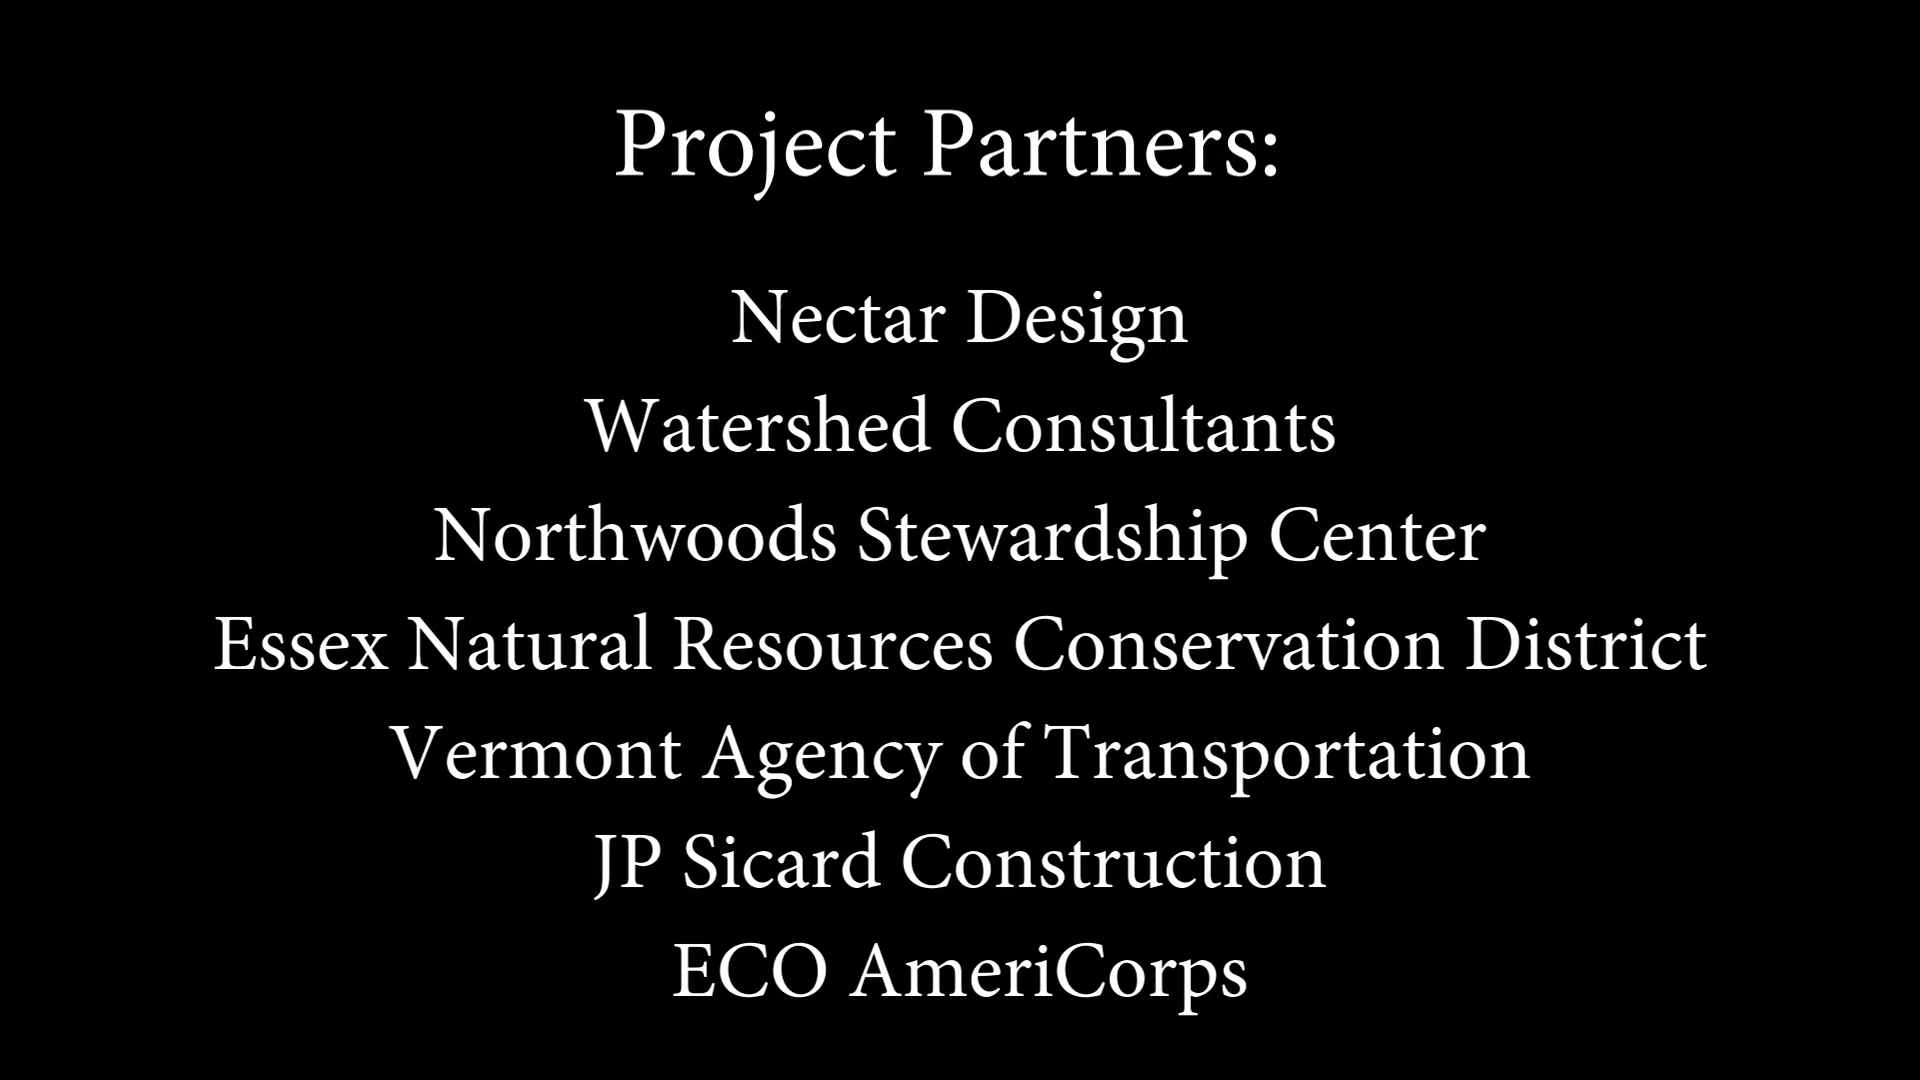 Project Partners:
Nectar Design
Watershed Consultants
Northwoods Stewardship Center
Essex Natural Resources Conservation District
Vermont Agency of Transportation
JP Sicard Construction
ECO AmeriCorps